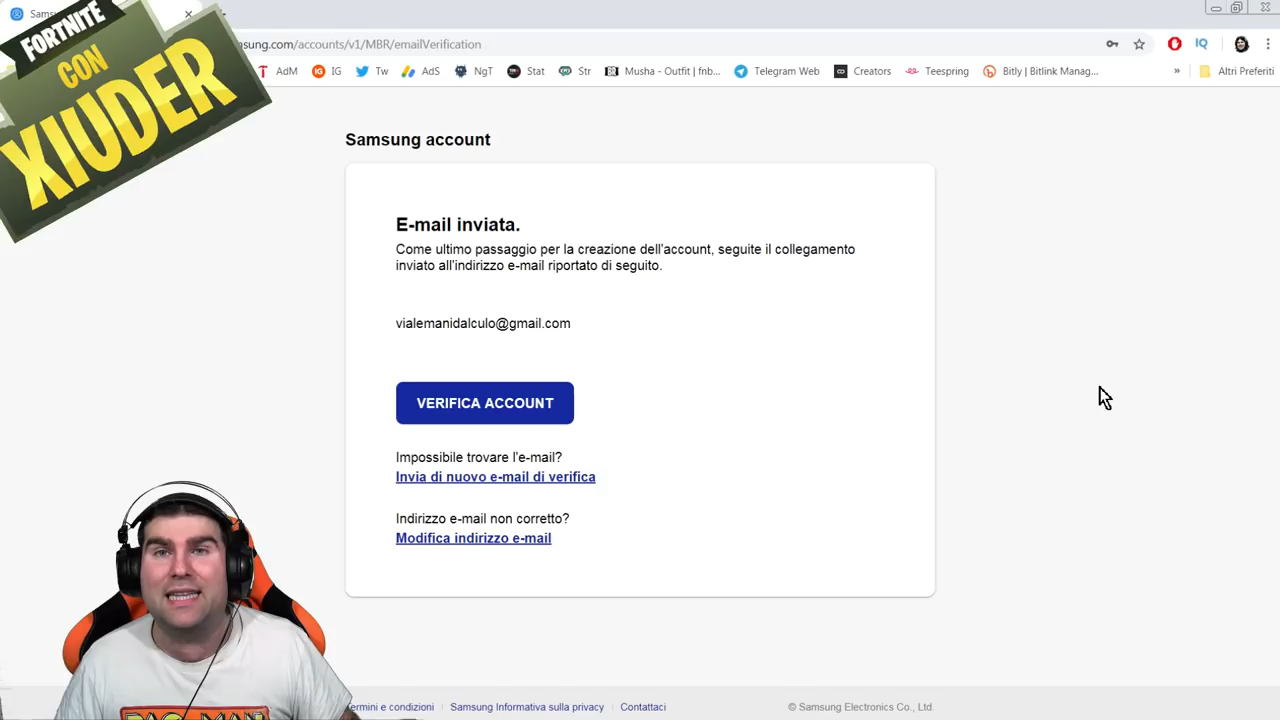 Sams
FORTNITE
CON
XIUDER
sung.com/accounts/v1/MBR/emailVerification
AdM
IG
Tw
AdS
NgT
Stat
Str
Musha - Outfit | fnb...
Telegram Web
Creators
Teespring
Bitly | Bitlink Manag...
»
Altri Preferiti
Samsung account
E-mail inviata.
Come ultimo passaggio per la creazione dell'account, seguite il collegamento
inviato all'indirizzo e-mail riportato di seguito.
vialemanidalculo@gmail.com
VERIFICA ACCOUNT
Impossibile trovare l'e-mail?
Invia di nuovo e-mail di verifica
Indirizzo e-mail non corretto?
Modifica indirizzo e-mail
PAC-MAN
Termini e condizioni
Samsung Informativa sulla privacy
Contattaci
© Samsung Electronics Co., Ltd.